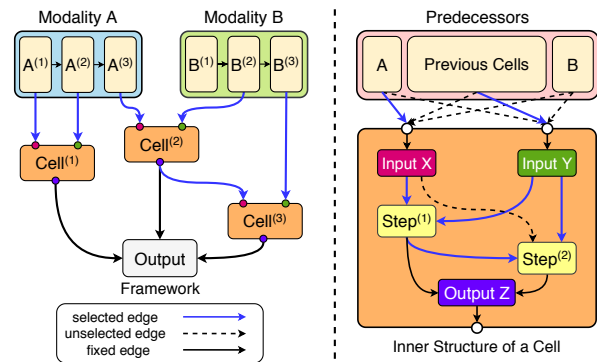 Modality A
Modality B
A⁽¹⁾ A⁽²⁾ A⁽³⁾
B⁽¹⁾ B⁽²⁾ B⁽³⁾
Cell⁽¹⁾
Cell⁽²⁾
Cell⁽³⁾
Output
Framework
selected edge
unselected edge
fixed edge
Predecessors
A
Previous Cells
B
Input X
Input Y
Step⁽¹⁾
Step⁽²⁾
Output Z
Inner Structure of a Cell